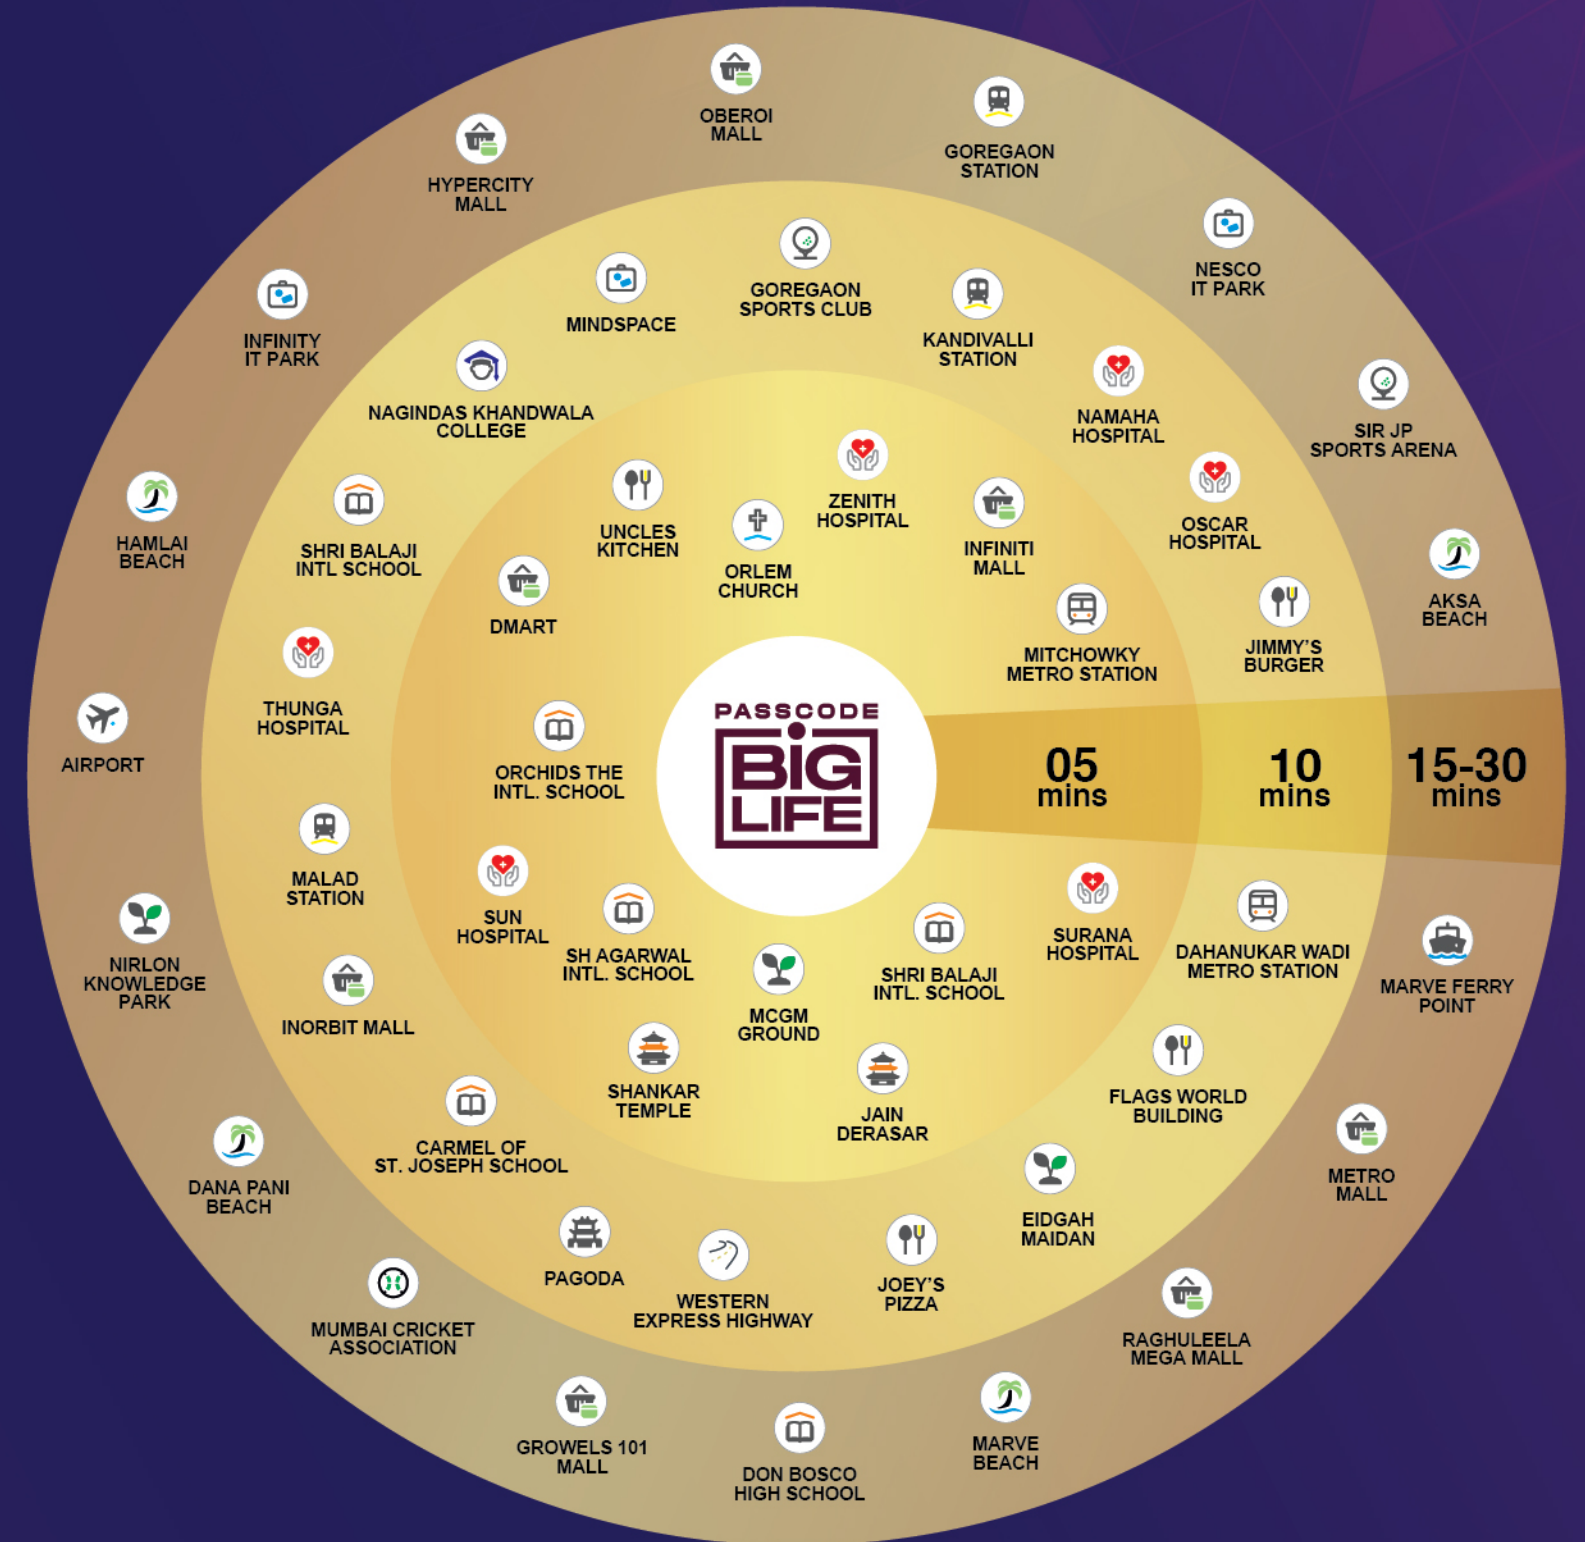 OBEROI
MALL
GOREGAON
STATION
HYPERCITY
MALL
NESCO
IT PARK
INFINITY
IT PARK
SIR JP
SPORTS ARENA
HAMLAI
BEACH
AKSA
BEACH
AIRPORT
NIRLON
KNOWLEDGE
PARK
MARVE FERRY
POINT
DANA PANI
BEACH
METRO
MALL
MUMBAI CRICKET
ASSOCIATION
RAGHULEELA
MEGA MALL
GROWELS 101
MALL
DON BOSCO
HIGH SCHOOL
MARVE
BEACH
GOREGAON
SPORTS CLUB
MINDSPACE
KANDIVALLI
STATION
NAGINDAS KHANDWALA
COLLEGE
NAMAHA
HOSPITAL
SHRI BALAJI
INTL SCHOOL
OSCAR
HOSPITAL
THUNGA
HOSPITAL
JIMMY'S
BURGER
MALAD
STATION
DAHANUKAR WADI
METRO STATION
INORBIT MALL
FLAGS WORLD
BUILDING
CARMEL OF
ST. JOSEPH SCHOOL
EIDGAH
MAIDAN
PAGODA
WESTERN
EXPRESS HIGHWAY
JOEY'S
PIZZA
ZENITH
HOSPITAL
UNCLES
KITCHEN
ORLEM
CHURCH
INFINITI
MALL
DMART
MITCHOWKY
METRO STATION
ORCHIDS THE
INTL. SCHOOL
SUN
HOSPITAL
SH AGARWAL
INTL. SCHOOL
SHRI BALAJI
INTL. SCHOOL
SURANA
HOSPITAL
MCGM
GROUND
SHANKAR
TEMPLE
JAIN
DERASAR
PASSCODE
BiG
LIFE
05
mins
10
mins
15-30
mins